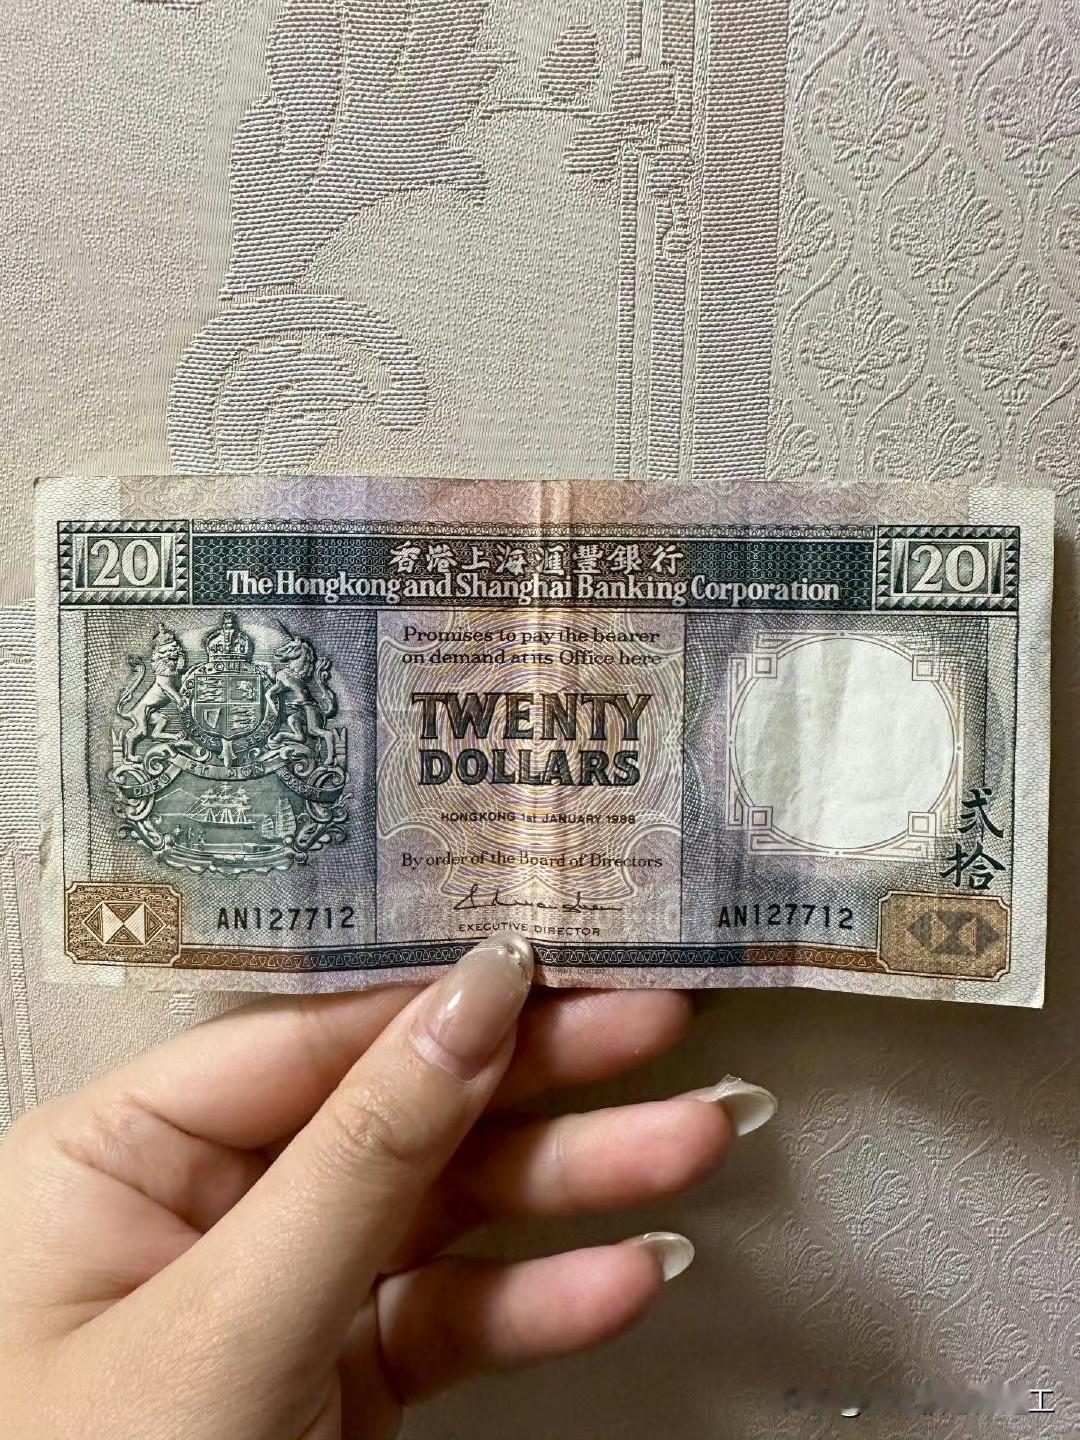 20
香港上海滙豐銀行
20
The Hongkong and Shanghai Banking Corporation
Promises to pay the bearer
on demand at its Office here
TWENTY
DOLLARS
HONGKONG 1st JANUARY 1986
By order of the Board of Directors
EXECUTIVE DIRECTOR
AN127712
AN127712
弍拾
工